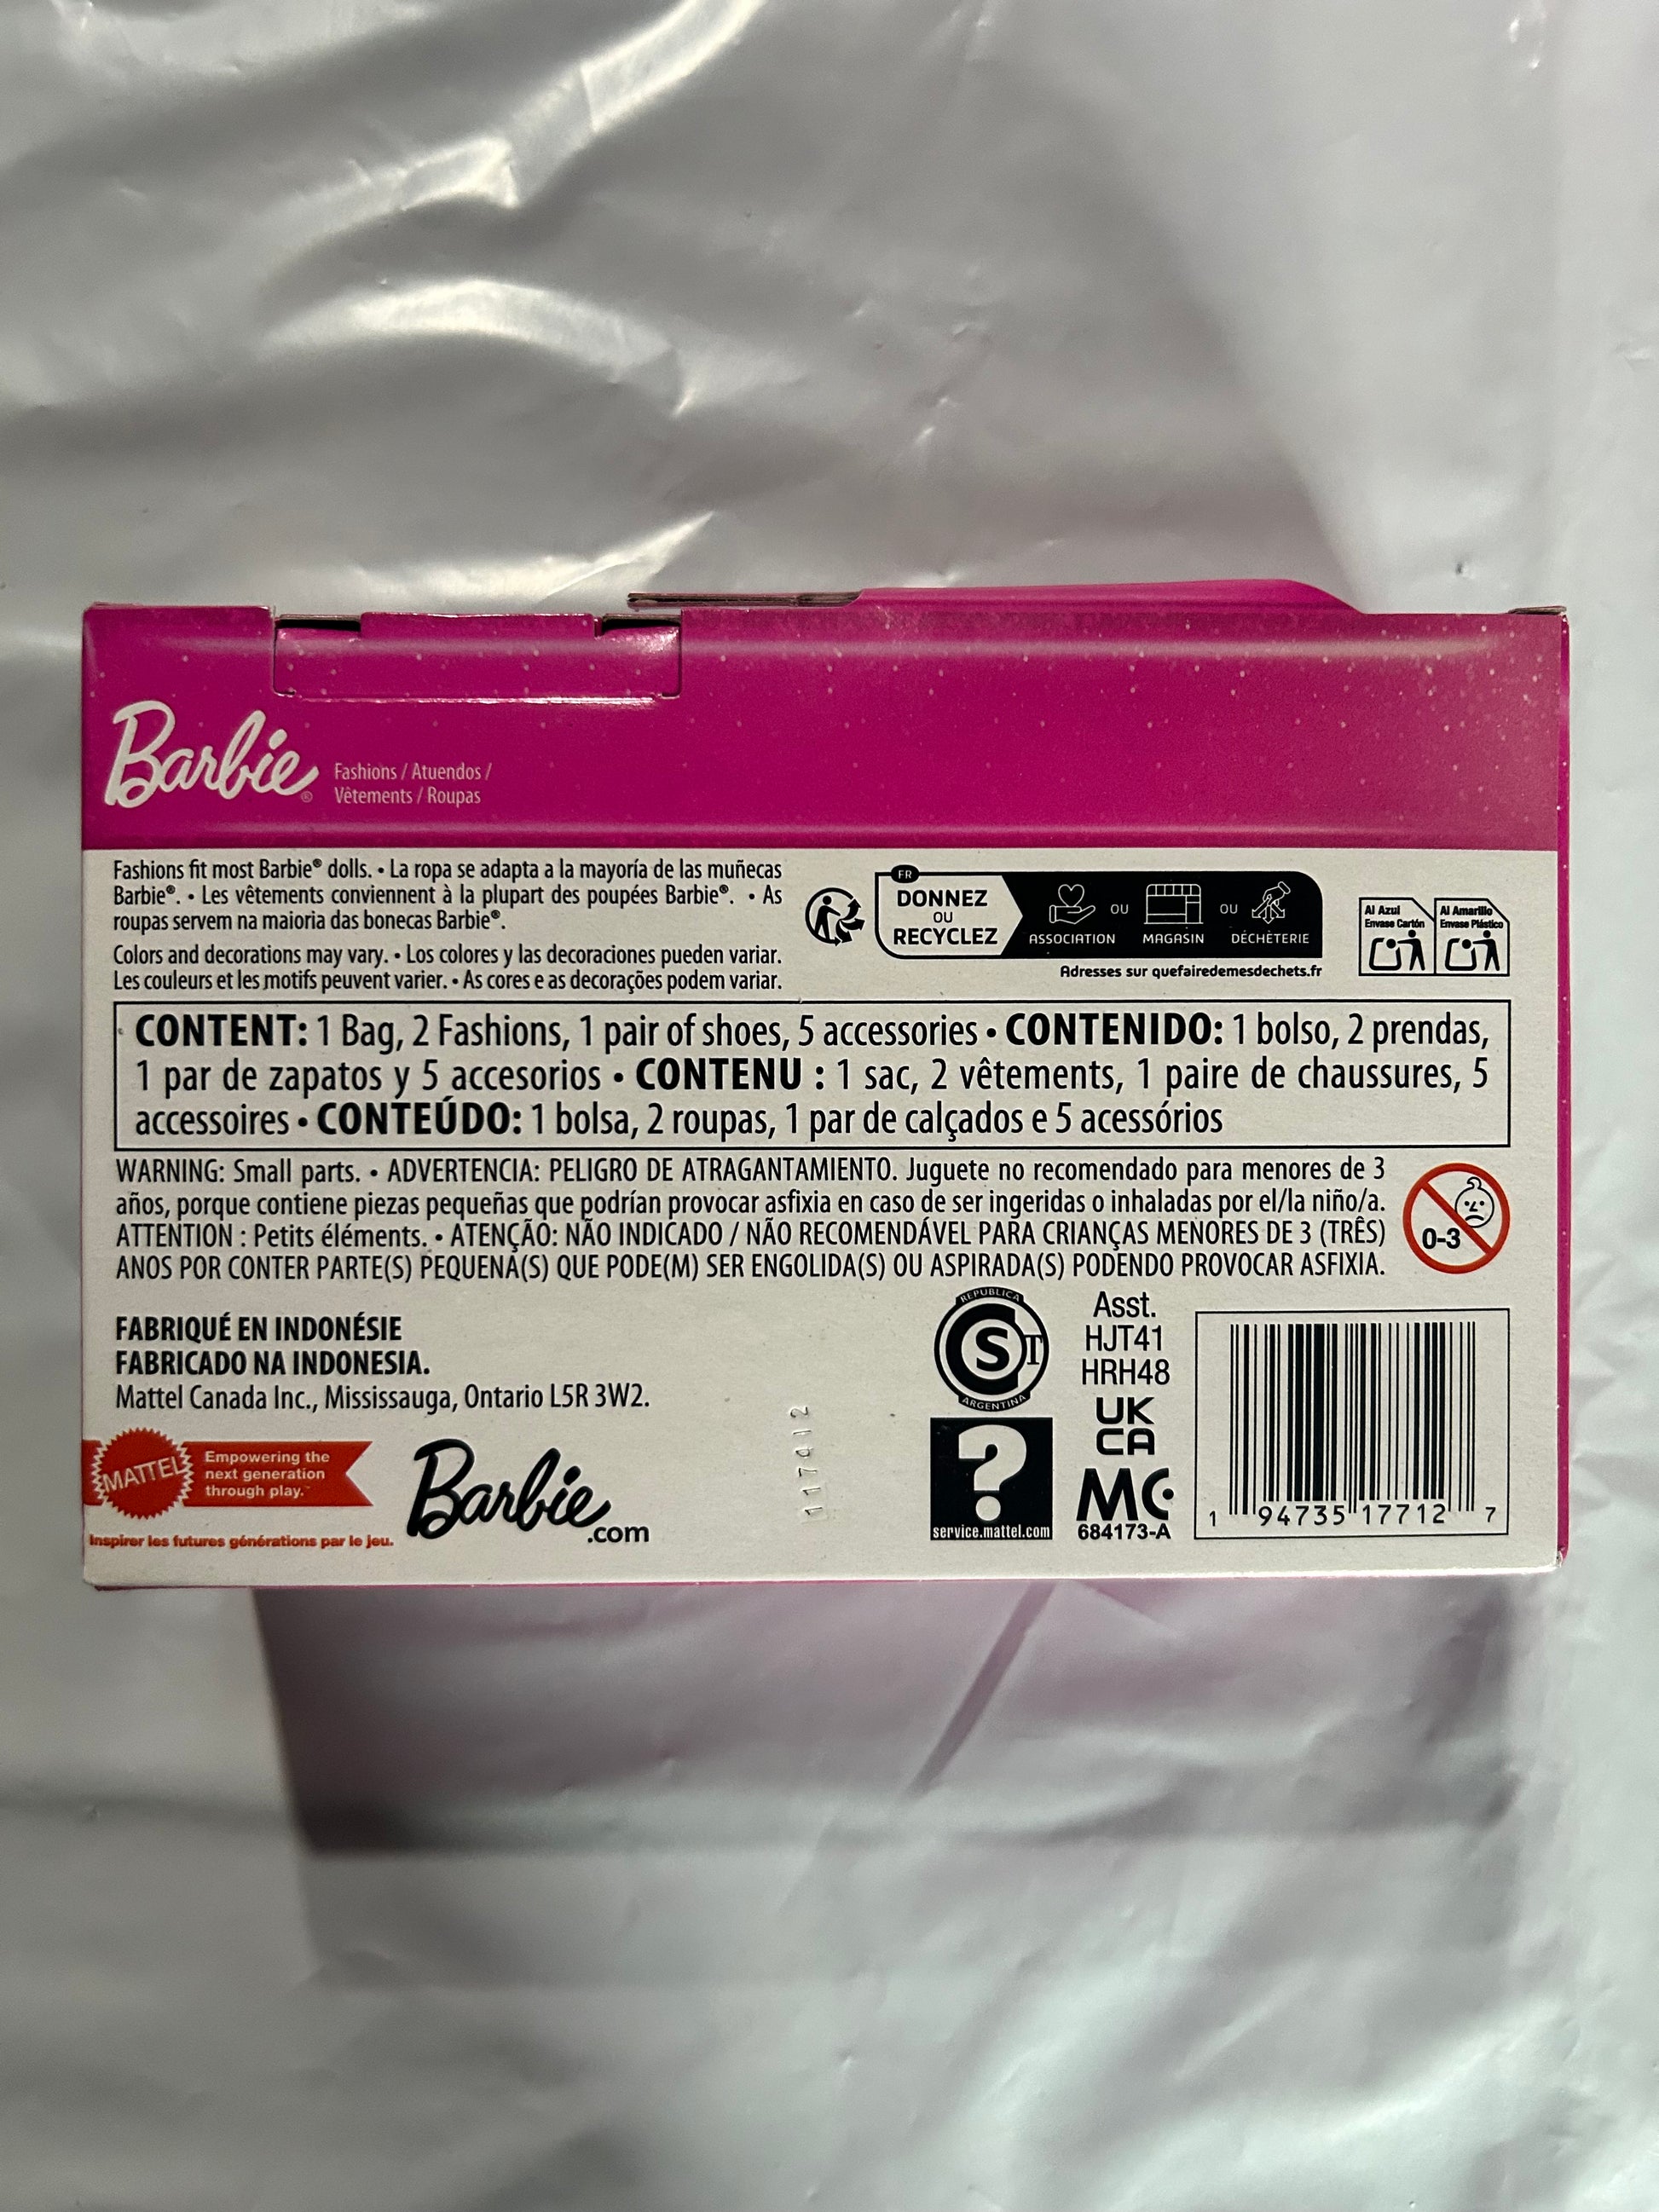 Barbie®
Fashions / Atuendos /
Vêtements / Roupas
Fashions fit most Barbie® dolls. • La ropa se adapta a la mayoría de las muñecas
Barbie®. • Les vêtements conviennent à la plupart des poupées Barbie®. • As
roupas servem na maioria das bonecas Barbie®.
Colors and decorations may vary. • Los colores y las decoraciones pueden variar.
Les couleurs et les motifs peuvent varier. • As cores e as decorações podem variar.
FR
DONNEZ
OU
RECYCLEZ
ASSOCIATION
OU
MAGASIN
OU
DÉCHÈTERIE
Adresses sur quefairedemesdechets.fr
Al Azul
Envase Cartón
Al Amarillo
Envase Plástico
CONTENT: 1 Bag, 2 Fashions, 1 pair of shoes, 5 accessories • CONTENIDO: 1 bolso, 2 prendas,
1 par de zapatos y 5 accesorios • CONTENU : 1 sac, 2 vêtements, 1 paire de chaussures, 5
accessoires • CONTEÚDO: 1 bolsa, 2 roupas, 1 par de calçados e 5 acessórios
WARNING: Small parts. • ADVERTENCIA: PELIGRO DE ATRAGANTAMIENTO. Juguete no recomendado para menores de 3
años, porque contiene piezas pequeñas que podrían provocar asfixia en caso de ser ingeridas o inhaladas por el/la niño/a.
ATTENTION : Petits éléments. • ATENÇÃO: NÃO INDICADO / NÃO RECOMENDÁVEL PARA CRIANÇAS MENORES DE 3 (TRÊS)
ANOS POR CONTER PARTE(S) PEQUENA(S) QUE PODE(M) SER ENGOLIDA(S) OU ASPIRADA(S) PODENDO PROVOCAR ASFIXIA.
0-3
FABRIQUÉ EN INDONÉSIE
FABRICADO NA INDONESIA.
Mattel Canada Inc., Mississauga, Ontario L5R 3W2.
MATTEL
Empowering the
next generation
through play.™
Inspirer les futures générations par le jeu.
Barbie
.com
REPUBLICA
S T
ARGENTINA
?
service.mattel.com
Asst.
HJT41
HRH48
UK
CA
MC
684173-A
1 94735 17712 7